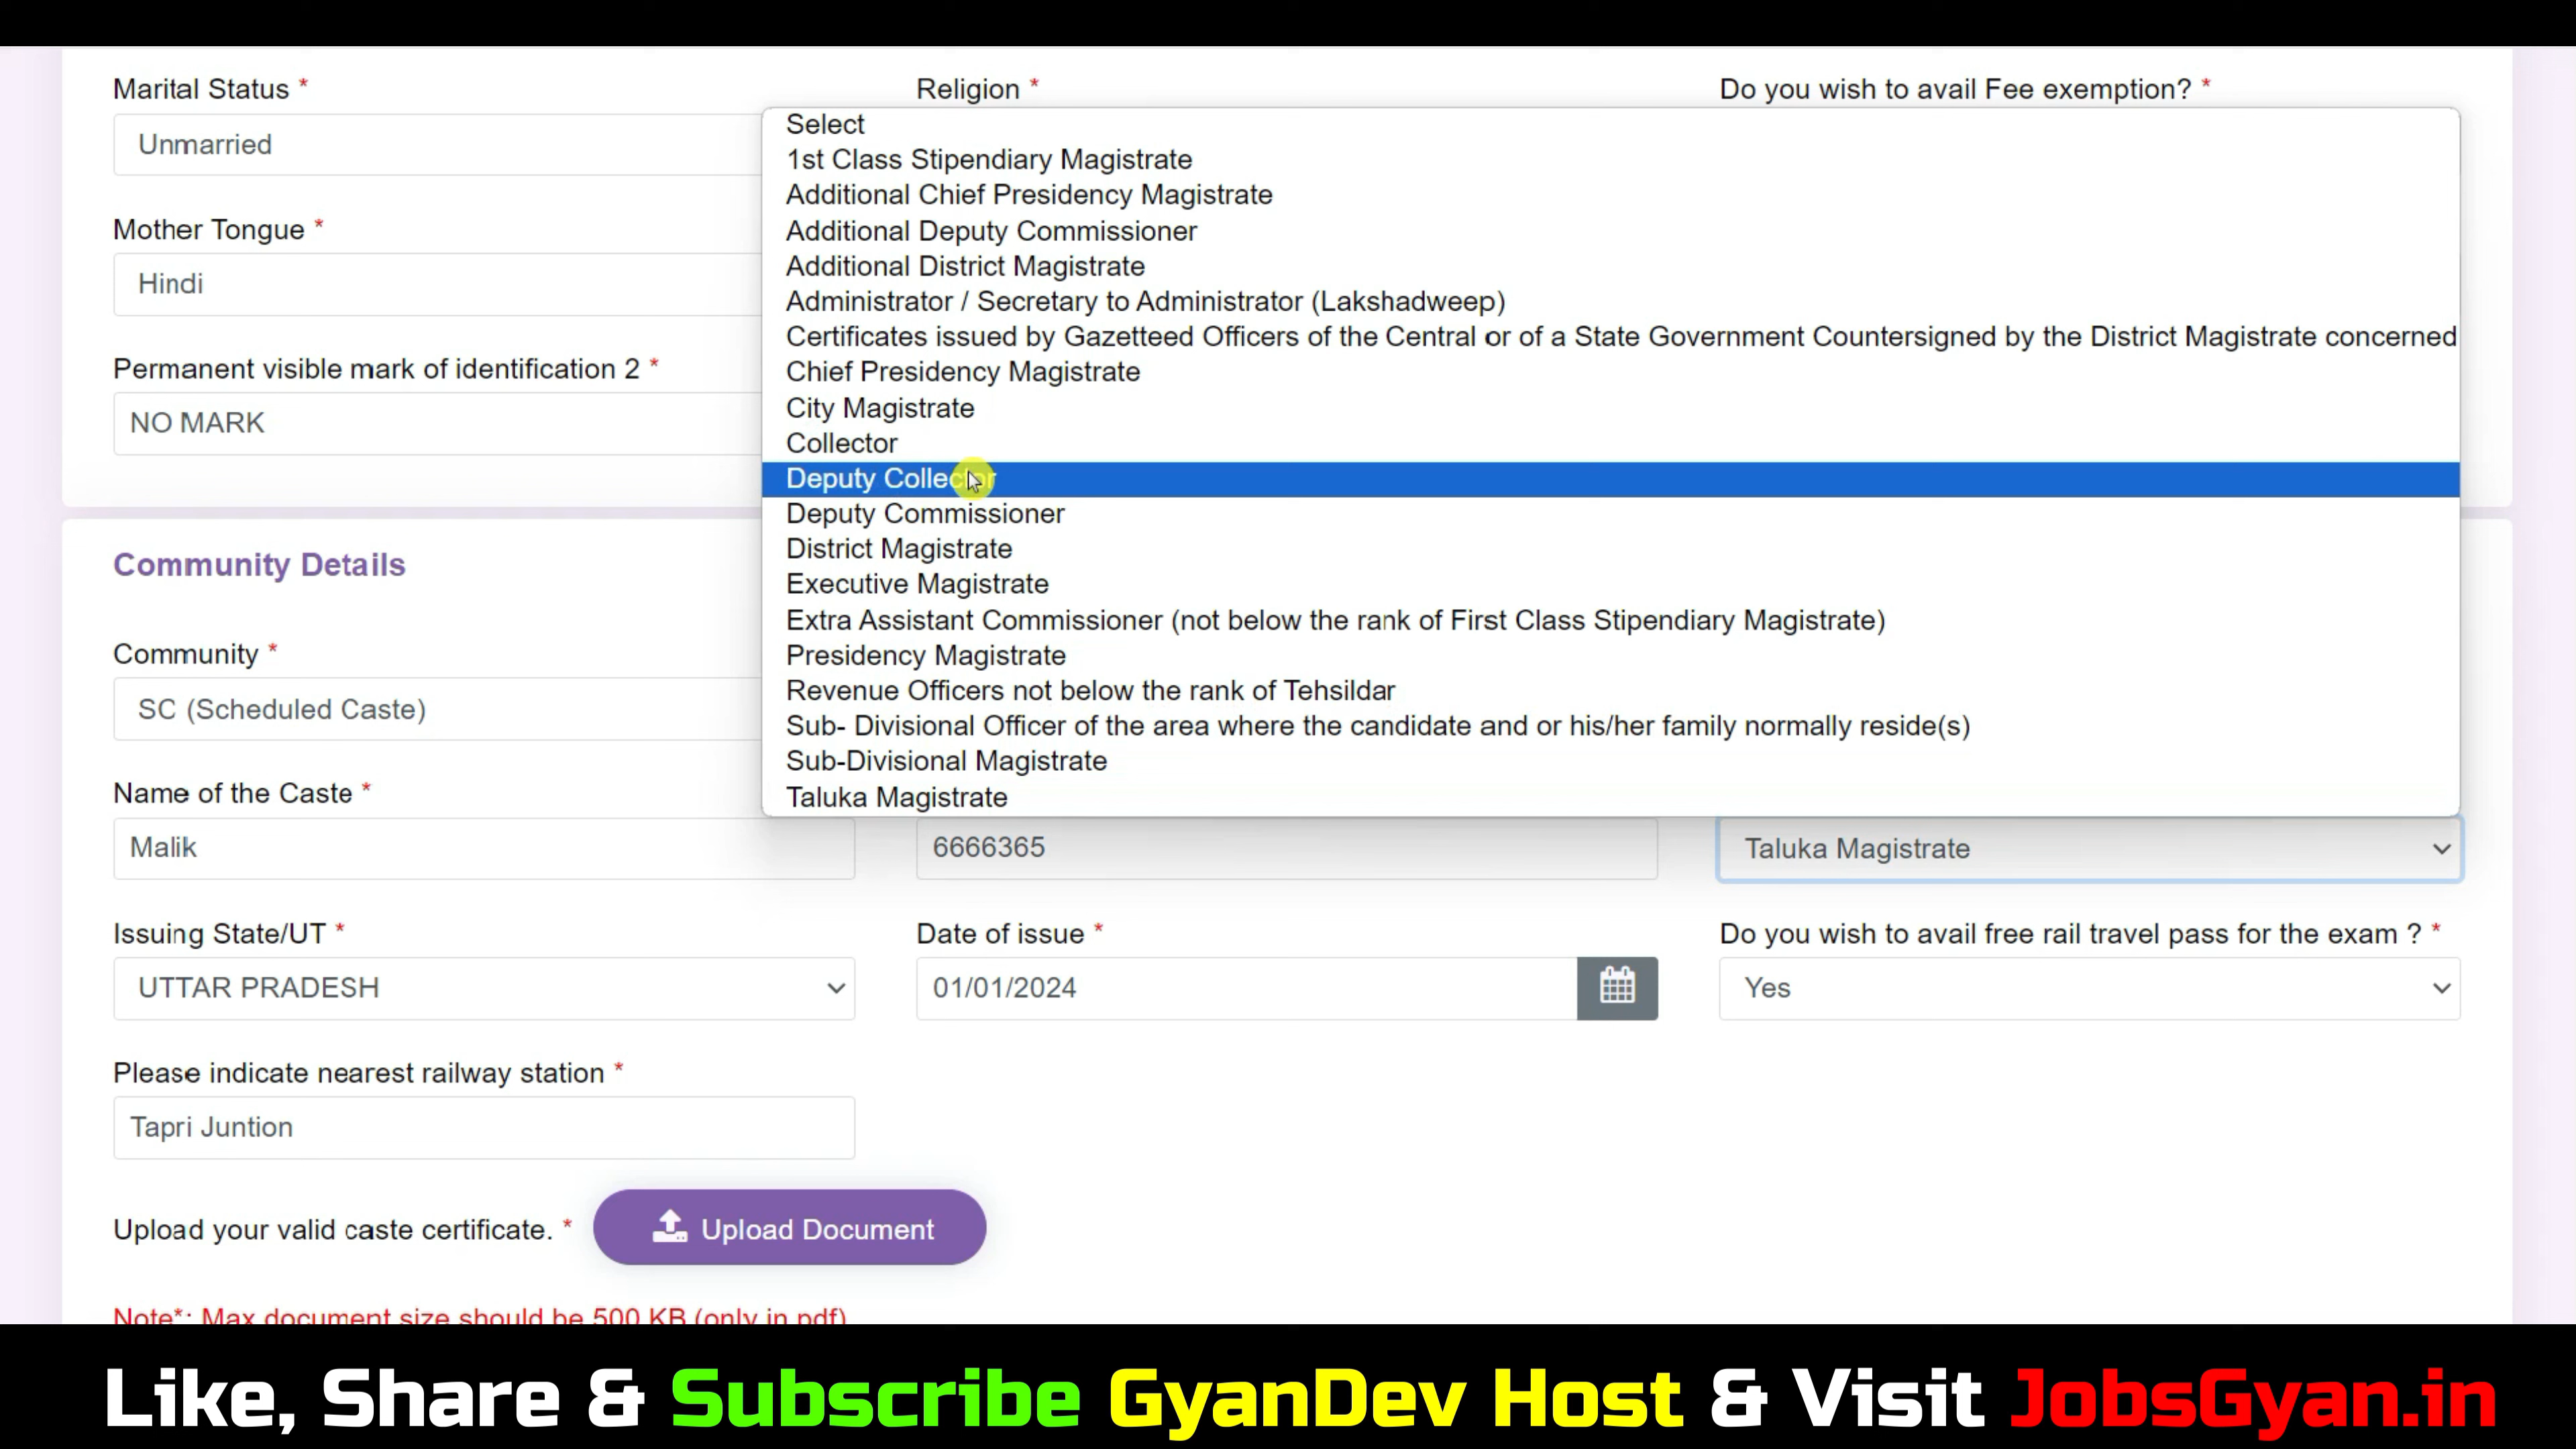 Marital Status *
Religion *
Do you wish to avail Fee exemption? *
Unmarried
Mother Tongue *
Hindi
Permanent visible mark of identification 2 *
NO MARK
Select
1st Class Stipendiary Magistrate
Additional Chief Presidency Magistrate
Additional Deputy Commissioner
Additional District Magistrate
Administrator / Secretary to Administrator (Lakshadweep)
Certificates issued by Gazetteed Officers of the Central or of a State Government Countersigned by the District Magistrate concerned
Chief Presidency Magistrate
City Magistrate
Collector
Deputy Collector
Deputy Commissioner
District Magistrate
Executive Magistrate
Extra Assistant Commissioner (not below the rank of First Class Stipendiary Magistrate)
Presidency Magistrate
Revenue Officers not below the rank of Tehsildar
Sub- Divisional Officer of the area where the candidate and or his/her family normally reside(s)
Sub-Divisional Magistrate
Taluka Magistrate
Community Details
Community *
SC (Scheduled Caste)
Name of the Caste *
Malik
6666365
Taluka Magistrate
Issuing State/UT *
Date of issue *
Do you wish to avail free rail travel pass for the exam ? *
UTTAR PRADESH
01/01/2024
Yes
Please indicate nearest railway station *
Tapri Juntion
Upload your valid caste certificate. *
Upload Document
Note*: Max document size should be 500 KB (only in pdf)
Like, Share & Subscribe GyanDev Host & Visit JobsGyan.in